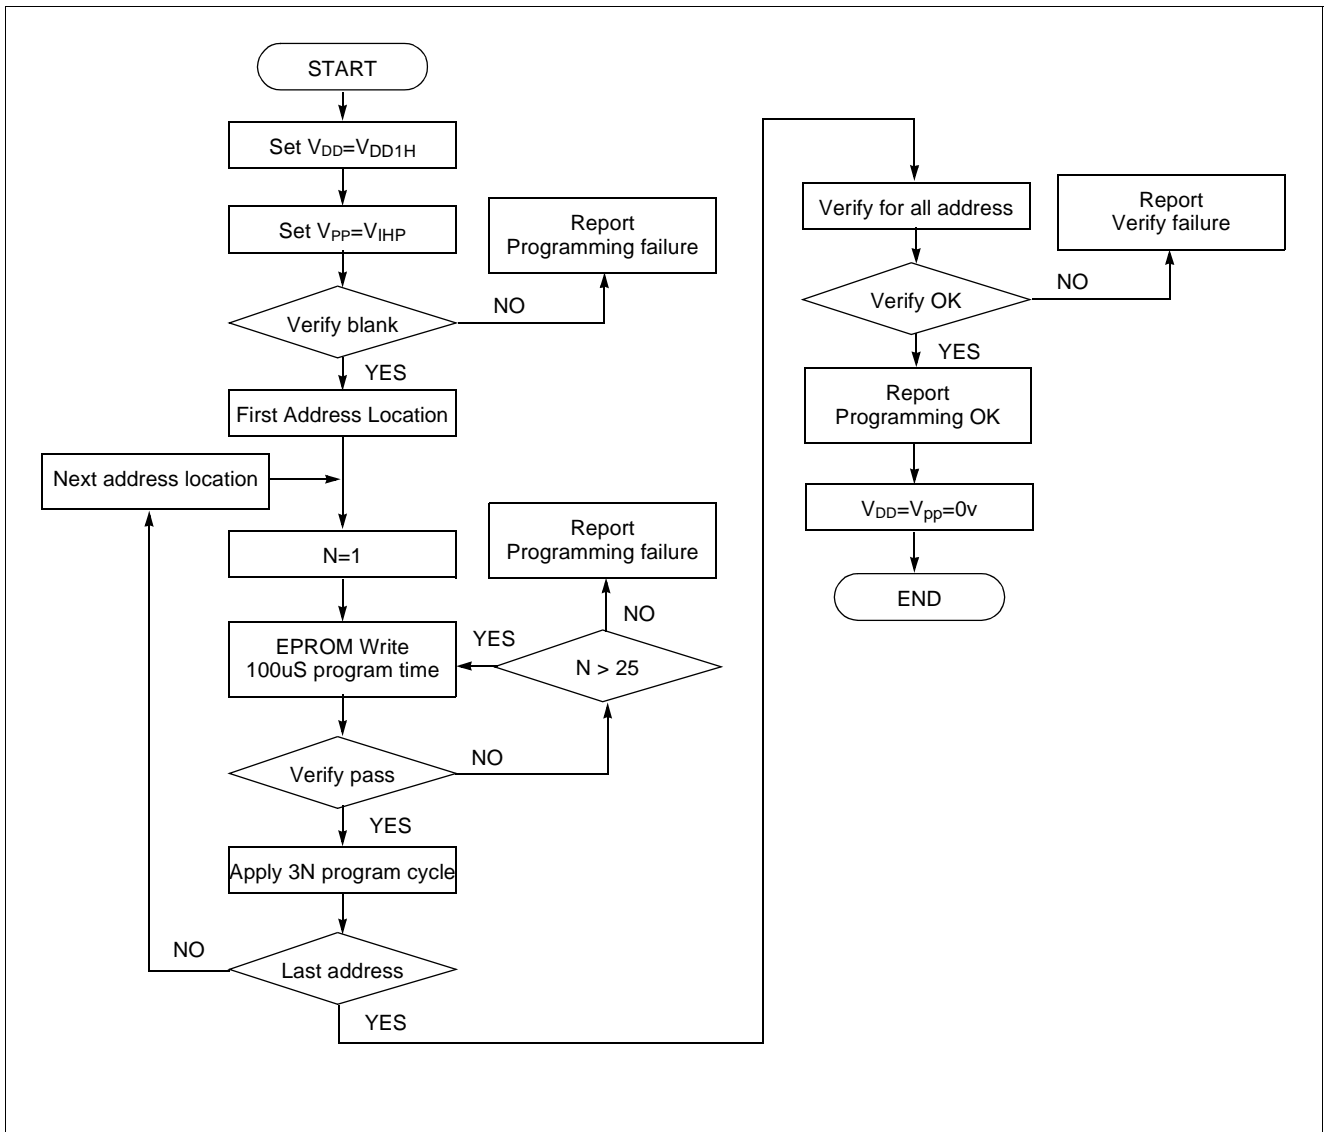 START
Set VDD=VDD1H
Set VPP=VIHP
Report
Programming failure
Verify blank
NO
YES
First Address Location
Next address location
N=1
Report
Programming failure
NO
EPROM Write
100uS program time
YES
N > 25
Verify pass
NO
YES
Apply 3N program cycle
NO
Last address
YES
Verify for all address
Report
Verify failure
Verify OK
NO
YES
Report
Programming OK
VDD=Vpp=0v
END